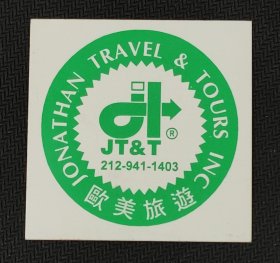 JONATHAN TRAVEL & TOURS INC
JT&T®
212-941-1403
歐美旅遊